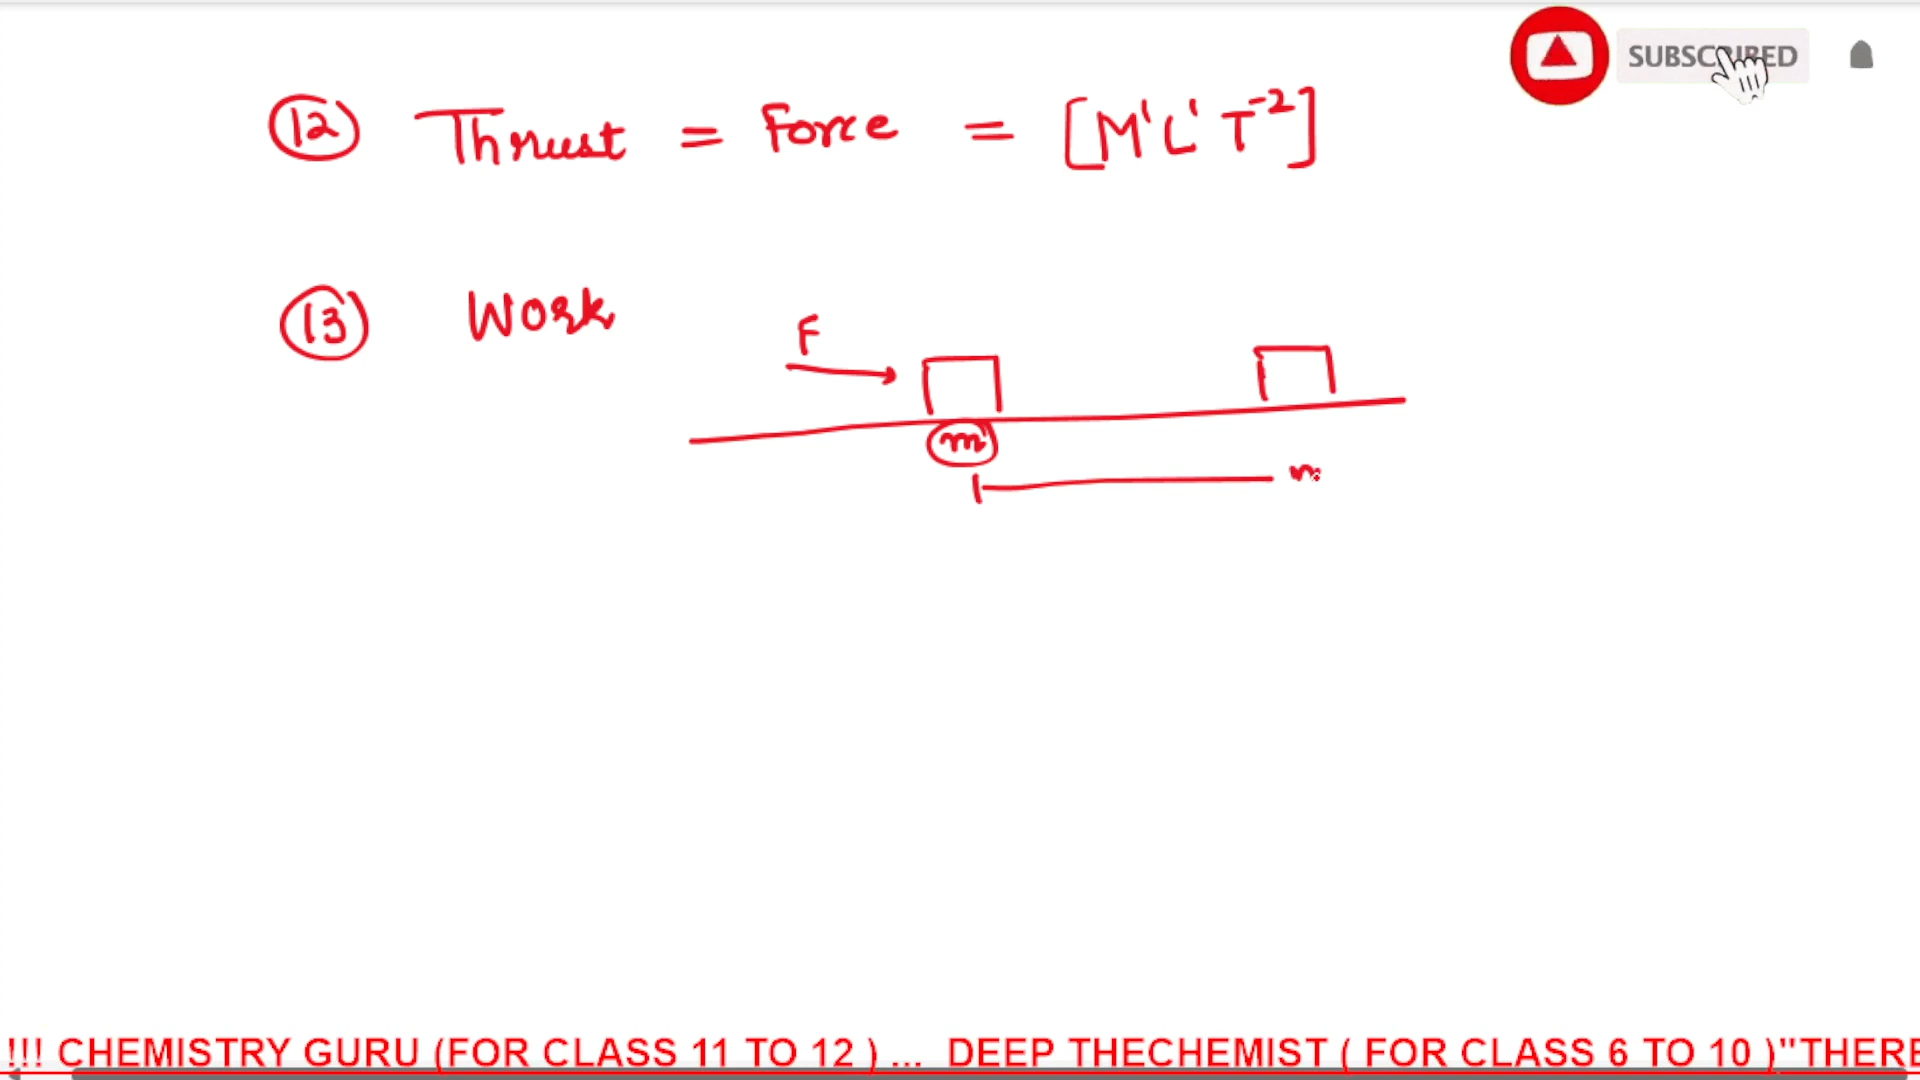 SUBSCRIBED
(12) Thrust = Force = [M¹L¹T⁻²]
(13) Work
F
m
!!! CHEMISTRY GURU (FOR CLASS 11 TO 12 ) ... DEEP THECHEMIST ( FOR CLASS 6 TO 10 )"THERE